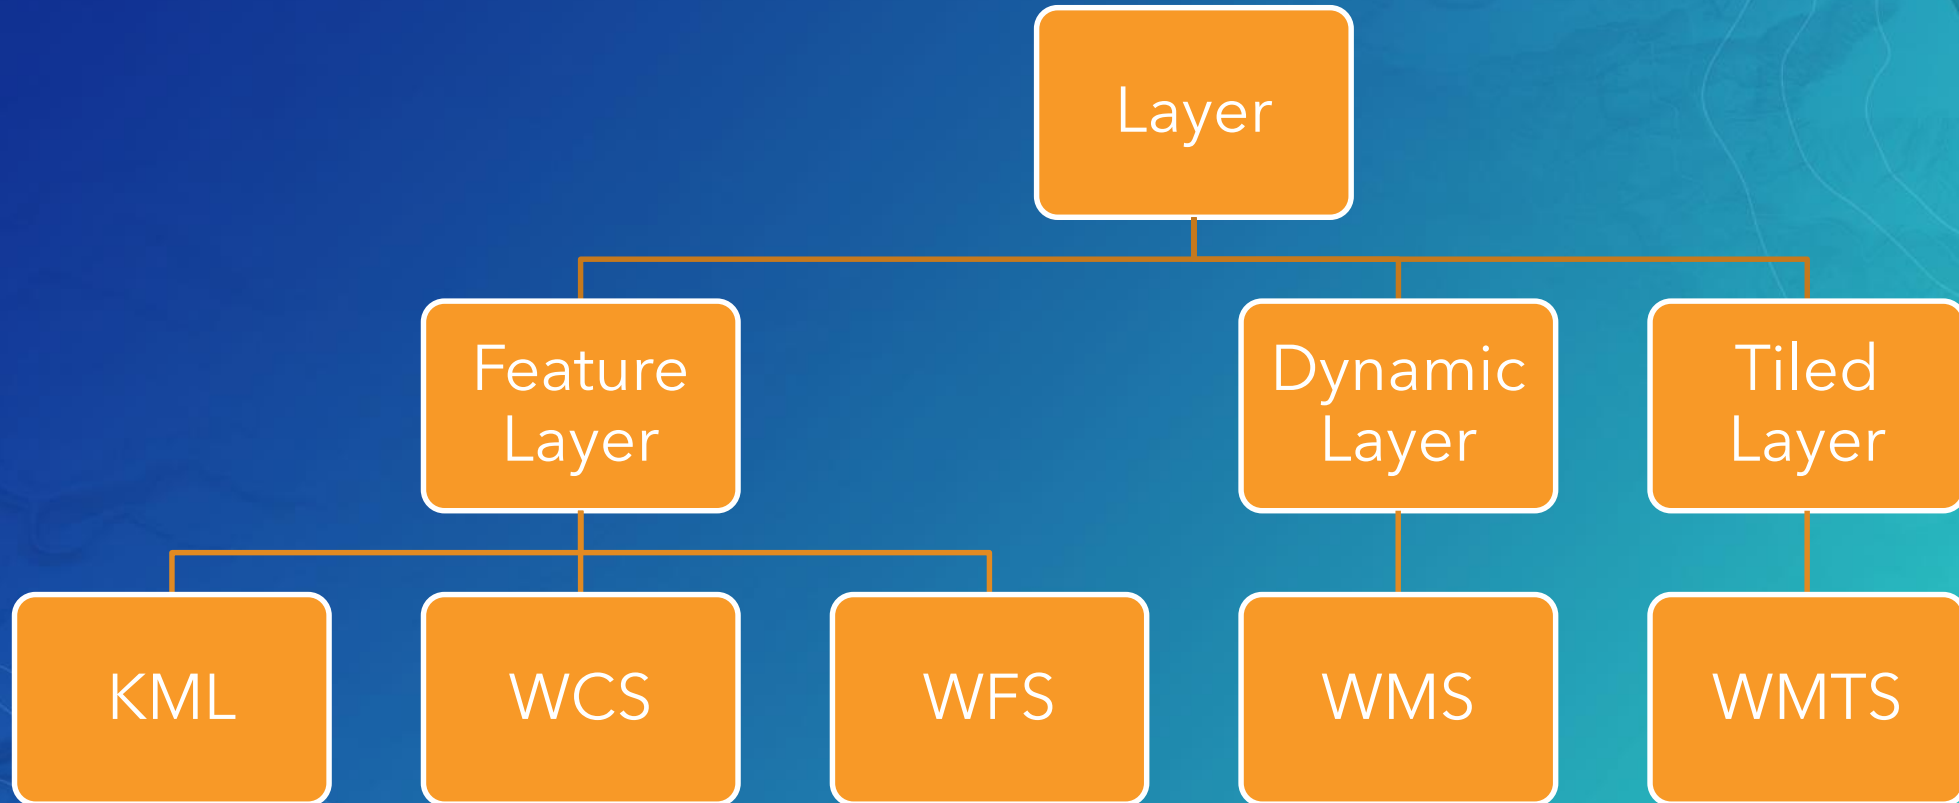 Layer
Feature
Layer
Dynamic
Layer
Tiled
Layer
KML
WCS
WFS
WMS
WMTS